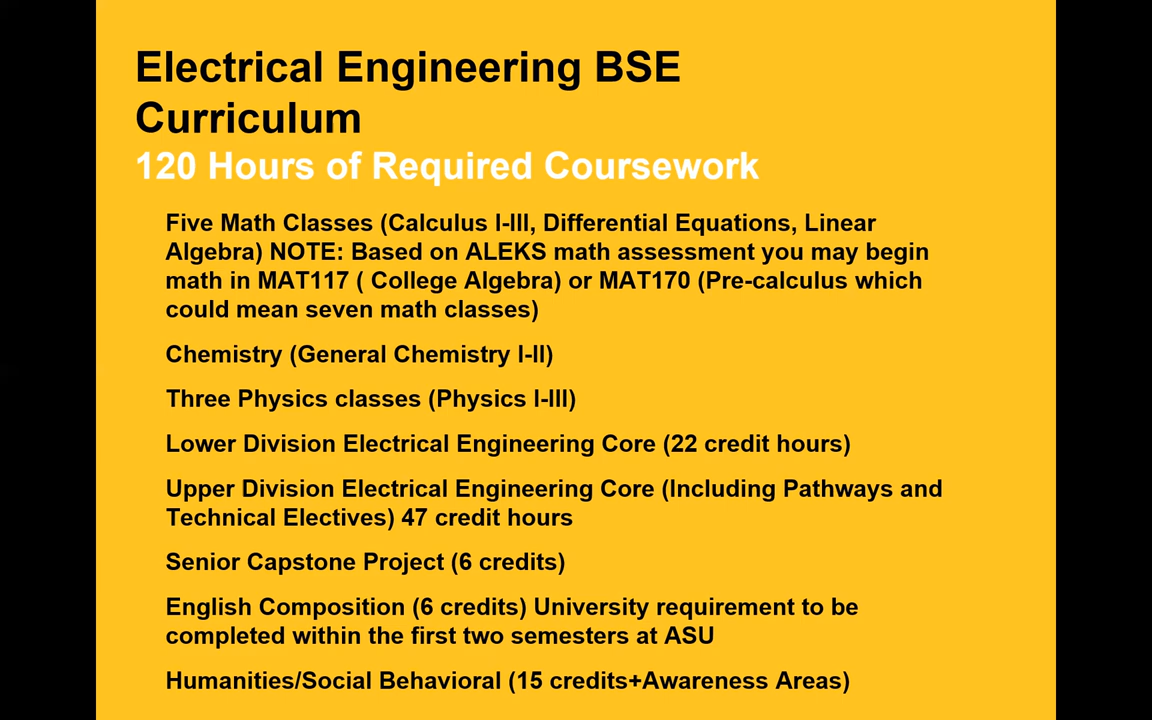 Electrical Engineering BSE
Curriculum
120 Hours of Required Coursework
Five Math Classes (Calculus I-III, Differential Equations, Linear
Algebra) NOTE: Based on ALEKS math assessment you may begin
math in MAT117 ( College Algebra) or MAT170 (Pre-calculus which
could mean seven math classes)
Chemistry (General Chemistry I-II)
Three Physics classes (Physics I-III)
Lower Division Electrical Engineering Core (22 credit hours)
Upper Division Electrical Engineering Core (Including Pathways and
Technical Electives) 47 credit hours
Senior Capstone Project (6 credits)
English Composition (6 credits) University requirement to be
completed within the first two semesters at ASU
Humanities/Social Behavioral (15 credits+Awareness Areas)